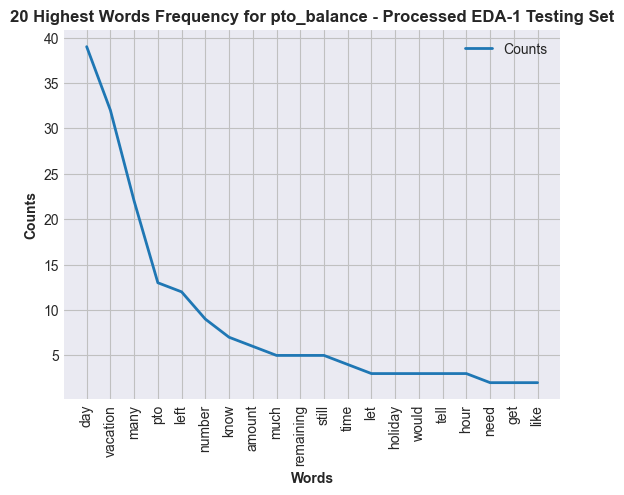 20 Highest Words Frequency for pto_balance - Processed EDA-1 Testing Set
Counts
40
35
30
25
20
15
10
5
Counts
day
vacation
many
pto
left
number
know
amount
much
remaining
still
time
let
holiday
would
tell
hour
need
get
like
Words